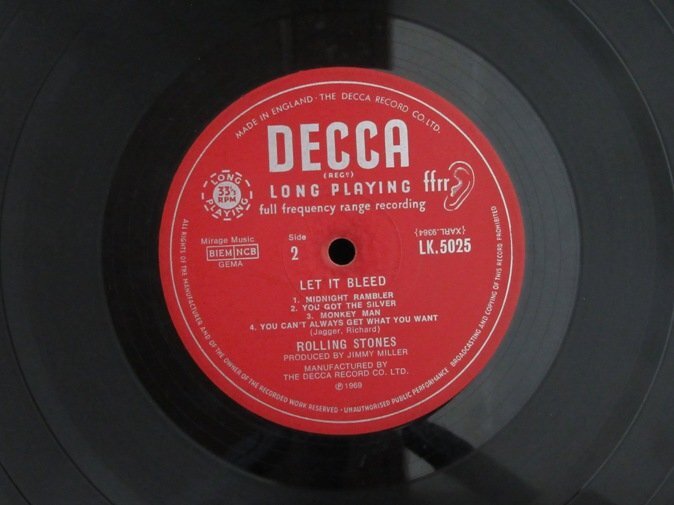 MADE IN ENGLAND · THE DECCA RECORD CO. LTD.
DECCA
(REGD)
LONG PLAYING ffrr
full frequency range recording
LONG
33⅓
RPM
PLAYING
Mirage Music
BIEM NCB
GEMA
Side
2
{XARL.9364}
LK.5025
LET IT BLEED
1. MIDNIGHT RAMBLER
2. YOU GOT THE SILVER
3. MONKEY MAN
4. YOU CAN'T ALWAYS GET WHAT YOU WANT
(Jagger, Richard)
ROLLING STONES
PRODUCED BY JIMMY MILLER
MANUFACTURED BY
THE DECCA RECORD CO. LTD.
℗ 1969
ALL RIGHTS OF THE MANUFACTURER AND OF THE OWNER OF THE RECORDED WORK RESERVED · UNAUTHORISED PUBLIC PERFORMANCE BROADCASTING AND COPYING OF THIS RECORD PROHIBITED